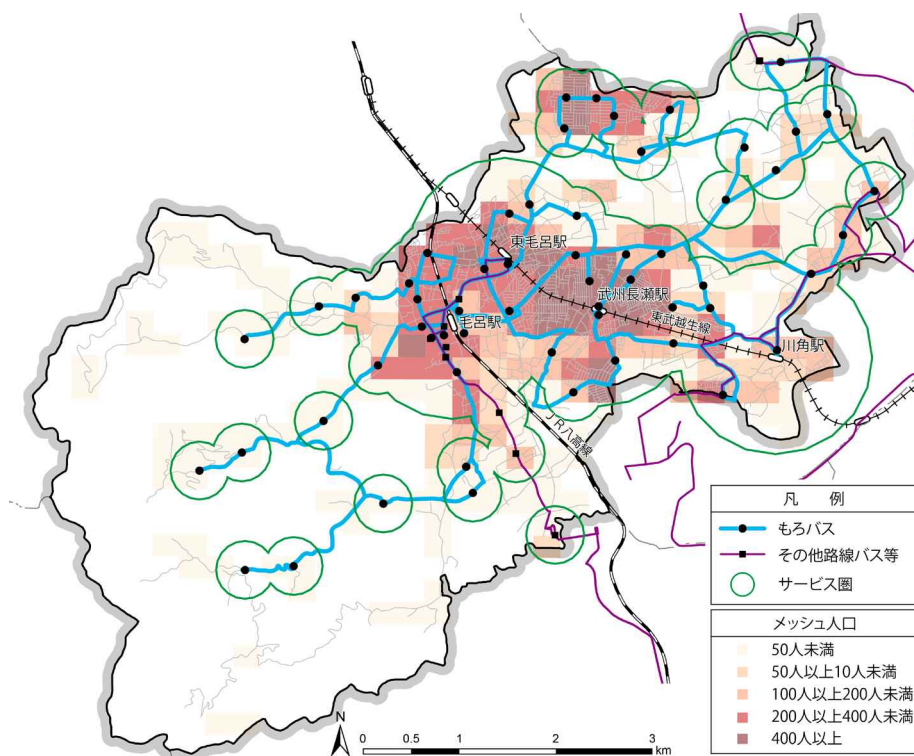 東毛呂駅
武州長瀬駅
毛呂駅
東武越生線
川角駅
JR八高線
凡 例
もろバス
その他路線バス等
サービス圏
メッシュ人口
50人未満
50人以上10人未満
100人以上200人未満
200人以上400人未満
400人以上
N
0 0.5 1 2 3
km